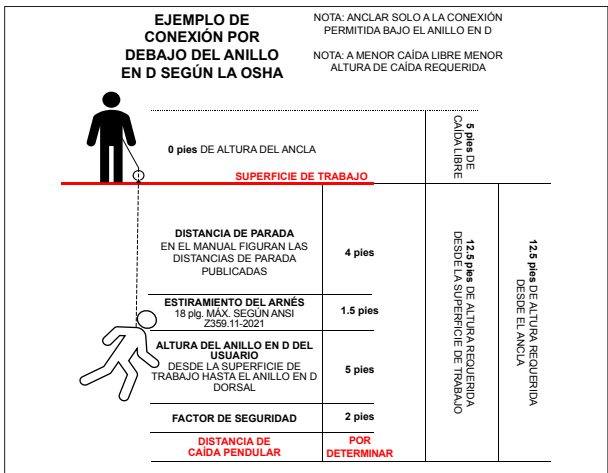 EJEMPLO DE
CONEXIÓN POR
DEBAJO DEL ANILLO
EN D SEGÚN LA OSHA
NOTA: ANCLAR SOLO A LA CONEXIÓN
PERMITIDA BAJO EL ANILLO EN D
NOTA: A MENOR CAÍDA LIBRE MENOR
ALTURA DE CAÍDA REQUERIDA
0 pies DE ALTURA DEL ANCLA
5 pies DE
CAÍDA LIBRE
SUPERFICIE DE TRABAJO
DISTANCIA DE PARADA
EN EL MANUAL FIGURAN LAS
DISTANCIAS DE PARADA
PUBLICADAS
4 pies
ESTIRAMIENTO DEL ARNÉS
18 plg. MÁX. SEGÚN ANSI
Z359.11-2021
1.5 pies
ALTURA DEL ANILLO EN D DEL
USUARIO
DESDE LA SUPERFICIE DE
TRABAJO HASTA EL ANILLO EN D
DORSAL
5 pies
FACTOR DE SEGURIDAD
2 pies
DISTANCIA DE
CAÍDA PENDULAR
POR
DETERMINAR
12.5 pies DE ALTURA REQUERIDA
DESDE LA SUPERFICIE DE TRABAJO
12.5 pies DE ALTURA REQUERIDA
DESDE EL ANCLA